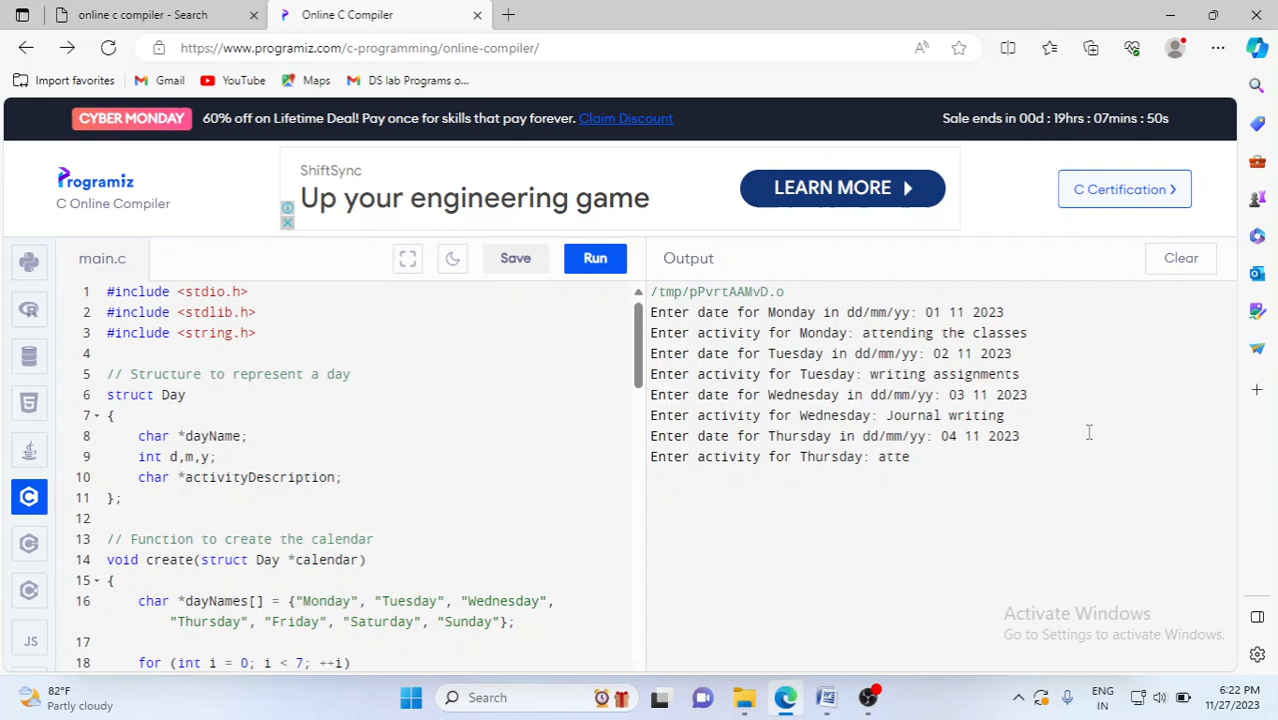 online c compiler - Search
Online C Compiler
https://www.programiz.com/c-programming/online-compiler/
Import favorites
Gmail
YouTube
Maps
DS lab Programs o...
CYBER MONDAY
60% off on Lifetime Deal! Pay once for skills that pay forever. Claim Discount
Sale ends in 00d : 19hrs : 07mins : 50s
Programiz
C Online Compiler
ShiftSync
Up your engineering game
LEARN MORE
C Certification >
main.c
Save
Run
Output
Clear
1 #include <stdio.h>
2 #include <stdlib.h>
3 #include <string.h>
4
5 // Structure to represent a day
6 struct Day
7 {
8 char *dayName;
9 int d,m,y;
10 char *activityDescription;
11 };
12
13 // Function to create the calendar
14 void create(struct Day *calendar)
15 {
16 char *dayNames[] = {"Monday", "Tuesday", "Wednesday",
"Thursday", "Friday", "Saturday", "Sunday"};
17
18 for (int i = 0; i < 7; ++i)
/tmp/pPvrtAAMvD.o
Enter date for Monday in dd/mm/yy: 01 11 2023
Enter activity for Monday: attending the classes
Enter date for Tuesday in dd/mm/yy: 02 11 2023
Enter activity for Tuesday: writing assignments
Enter date for Wednesday in dd/mm/yy: 03 11 2023
Enter activity for Wednesday: Journal writing
Enter date for Thursday in dd/mm/yy: 04 11 2023
Enter activity for Thursday: atte
JS
Activate Windows
Go to Settings to activate Windows.
82°F
Partly cloudy
Search
ENG
IN
6:22 PM
11/27/2023